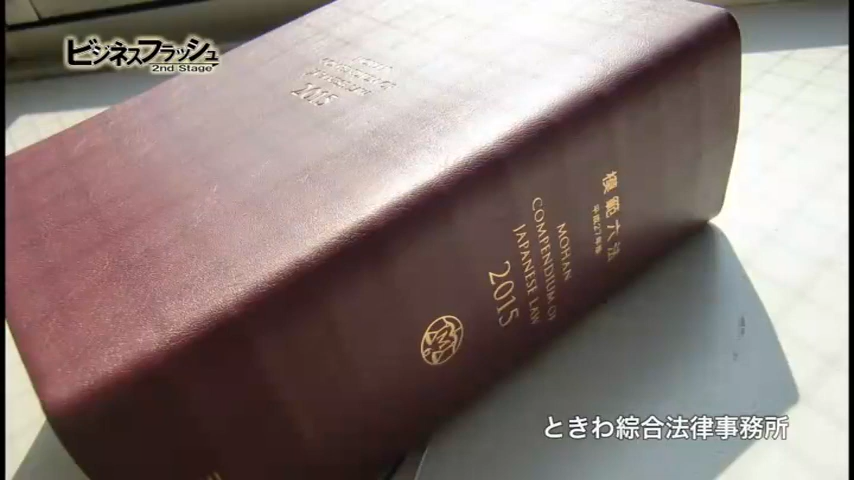 ビジネスフラッシュ
2nd Stage
2015
模範六法
平成27年版
MOHAN
COMPENDIUM OF
JAPANESE LAW
2015
ときわ綜合法律事務所